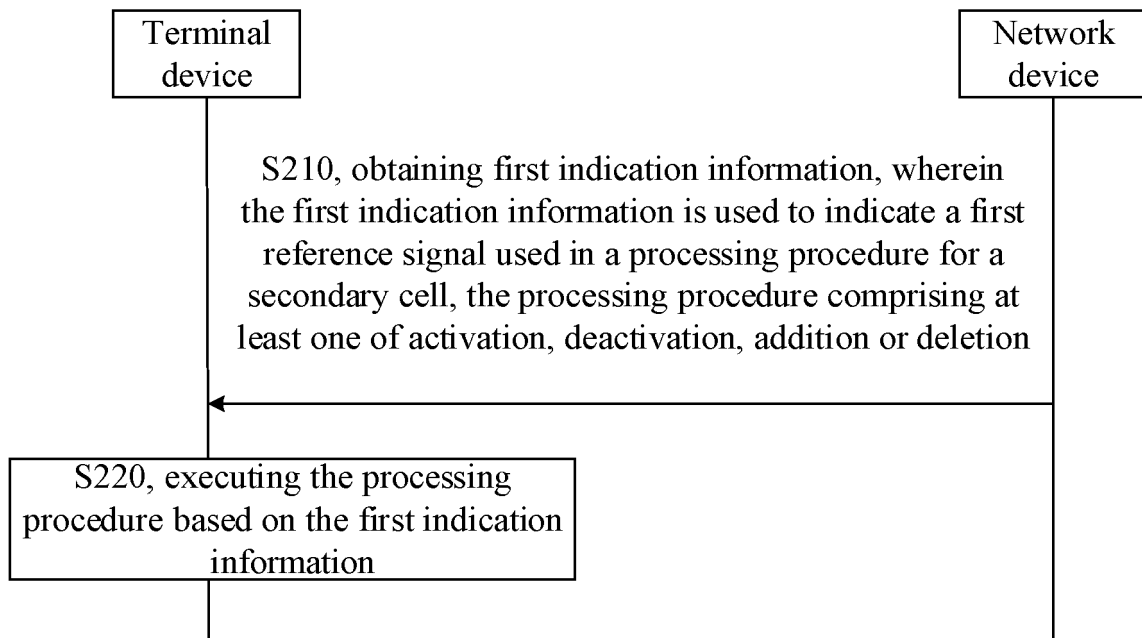 Terminal
device
Network
device
S210, obtaining first indication information, wherein
the first indication information is used to indicate a first
reference signal used in a processing procedure for a
secondary cell, the processing procedure comprising at
least one of activation, deactivation, addition or deletion
S220, executing the processing
procedure based on the first indication
information